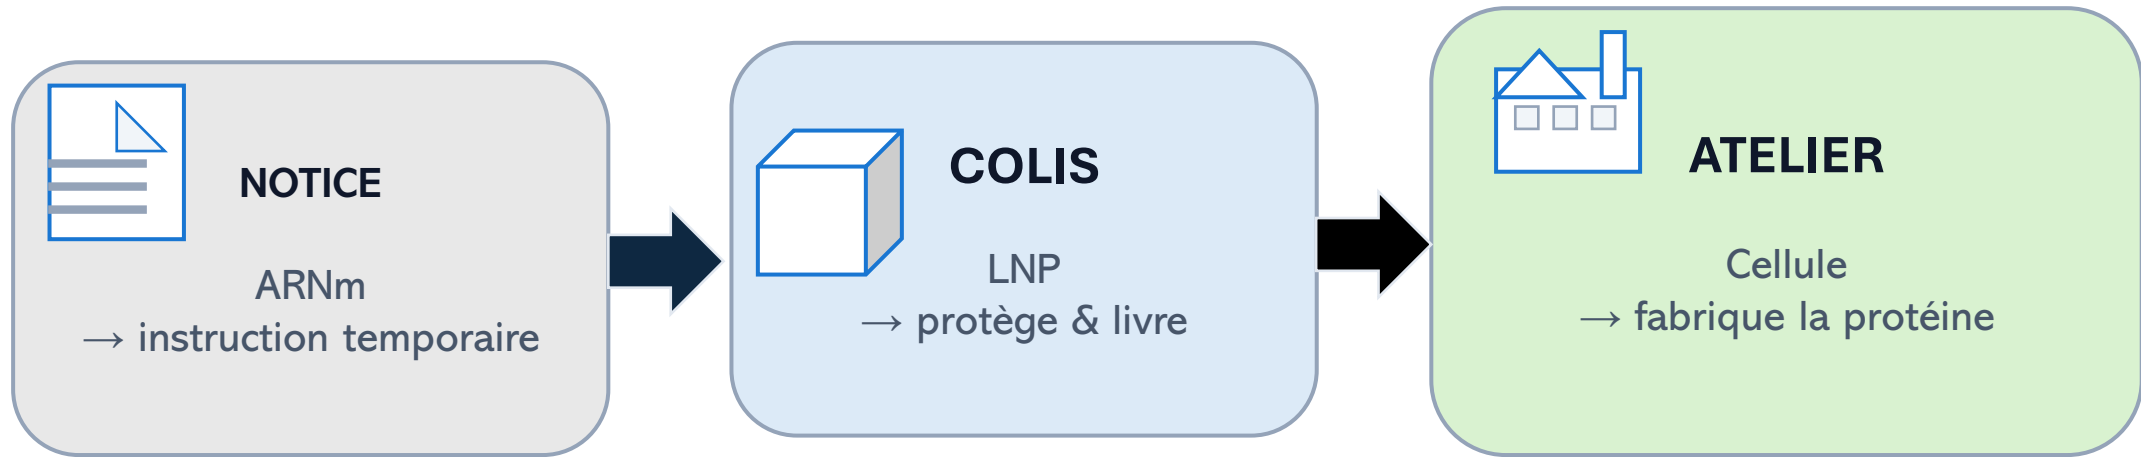 NOTICE
ARNm
→ instruction temporaire
COLIS
LNP
→ protège & livre
ATELIER
Cellule
→ fabrique la protéine